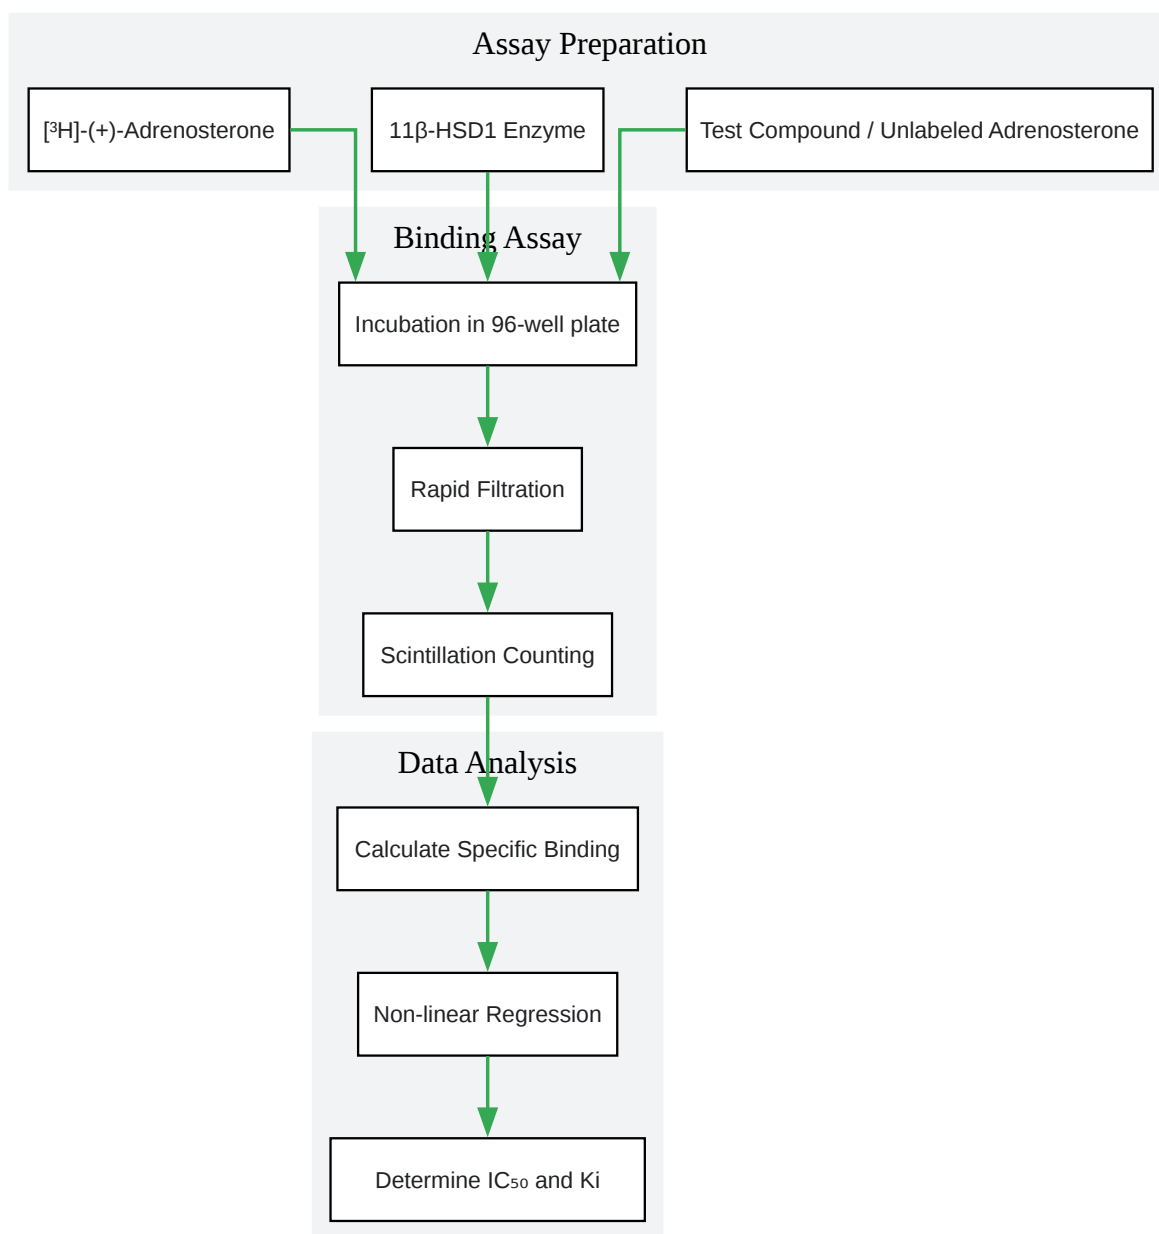 Assay Preparation
[³H]-(+)-Adrenosterone
11β-HSD1 Enzyme
Test Compound / Unlabeled Adrenosterone
Binding Assay
Incubation in 96-well plate
Rapid Filtration
Scintillation Counting
Data Analysis
Calculate Specific Binding
Non-linear Regression
Determine IC₅₀ and Ki